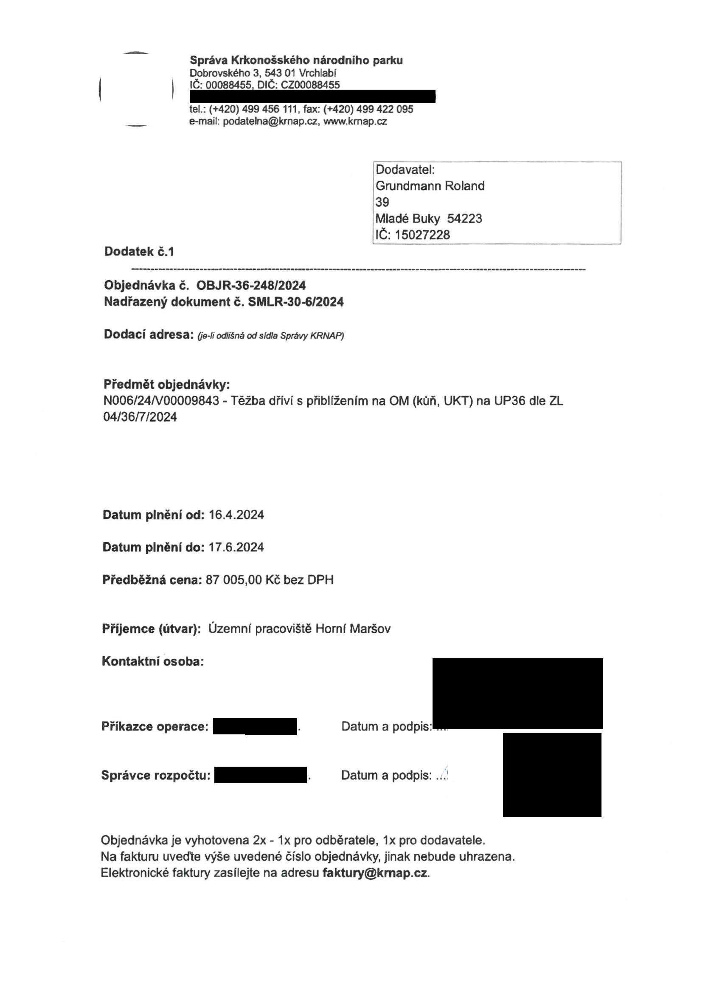 Správa Krkonošského národního parku
Dobrovského 3, 543 01 Vrchlabí
IČ: 00088455, DIČ: CZ00088455
tel.: (+420) 499 456 111, fax: (+420) 499 422 095
e-mail: podatelna@krnap.cz, www.krnap.cz
Dodavatel:
Grundmann Roland
39
Mladé Buky 54223
IČ: 15027228
Dodatek č.1
Objednávka č. OBJR-36-248/2024
Nadřazený dokument č. SMLR-30-6/2024
Dodací adresa: (je-li odlišná od sídla Správy KRNAP)
Předmět objednávky:
N006/24/V00009843 - Těžba dříví s přiblížením na OM (kůň, UKT) na UP36 dle ZL
04/36/7/2024
Datum plnění od: 16.4.2024
Datum plnění do: 17.6.2024
Předběžná cena: 87 005,00 Kč bez DPH
Příjemce (útvar): Územní pracoviště Horní Maršov
Kontaktní osoba:
Příkazce operace: . Datum a podpis: ...
Správce rozpočtu: . Datum a podpis: ....
Objednávka je vyhotovena 2x - 1x pro odběratele, 1x pro dodavatele.
Na fakturu uveďte výše uvedené číslo objednávky, jinak nebude uhrazena.
Elektronické faktury zasílejte na adresu faktury@krnap.cz.